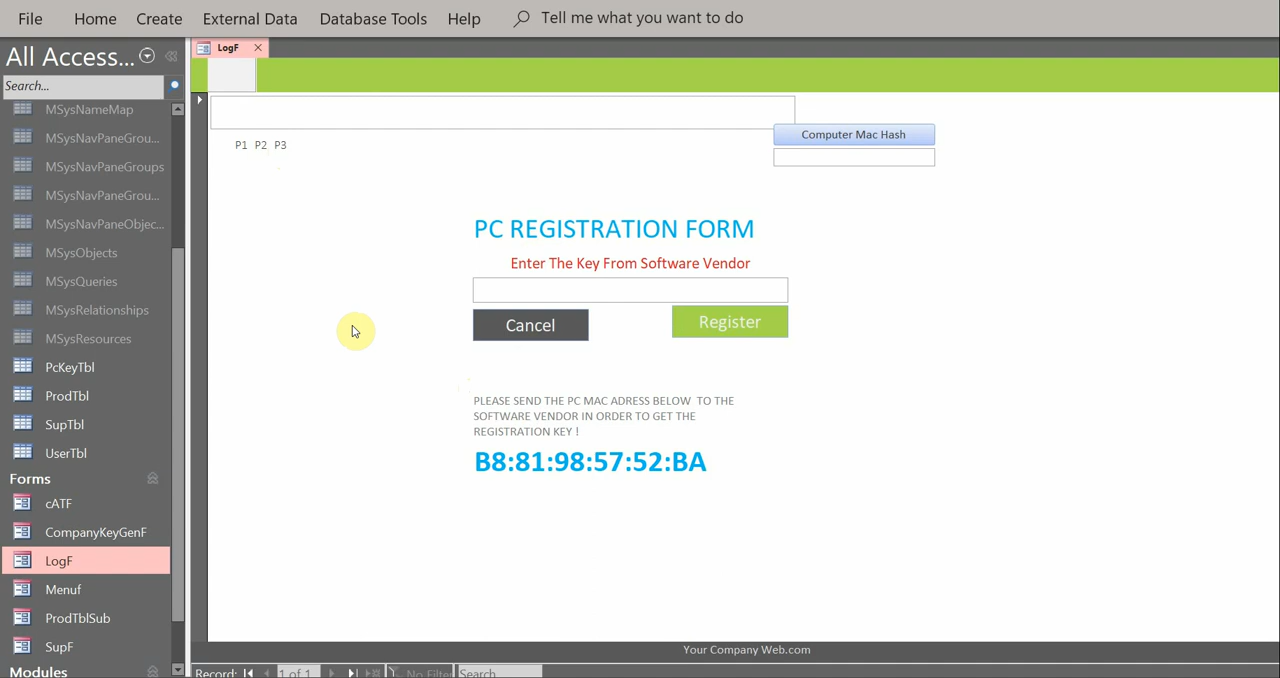 File Home Create External Data Database Tools Help Tell me what you want to do
All Access...
Search...
MSysNameMap
MSysNavPaneGrou...
MSysNavPaneGroups
MSysNavPaneGrou...
MSysNavPaneObjec...
MSysObjects
MSysQueries
MSysRelationships
MSysResources
PcKeyTbl
ProdTbl
SupTbl
UserTbl
Forms
cATF
CompanyKeyGenF
LogF
Menuf
ProdTblSub
SupF
Modules
LogF
P1 P2 P3
Computer Mac Hash
PC REGISTRATION FORM
Enter The Key From Software Vendor
Cancel Register
PLEASE SEND THE PC MAC ADRESS BELOW TO THE
SOFTWARE VENDOR IN ORDER TO GET THE
REGISTRATION KEY !
B8:81:98:57:52:BA
Your Company Web.com
Record: 1 of 1 No Filter Search